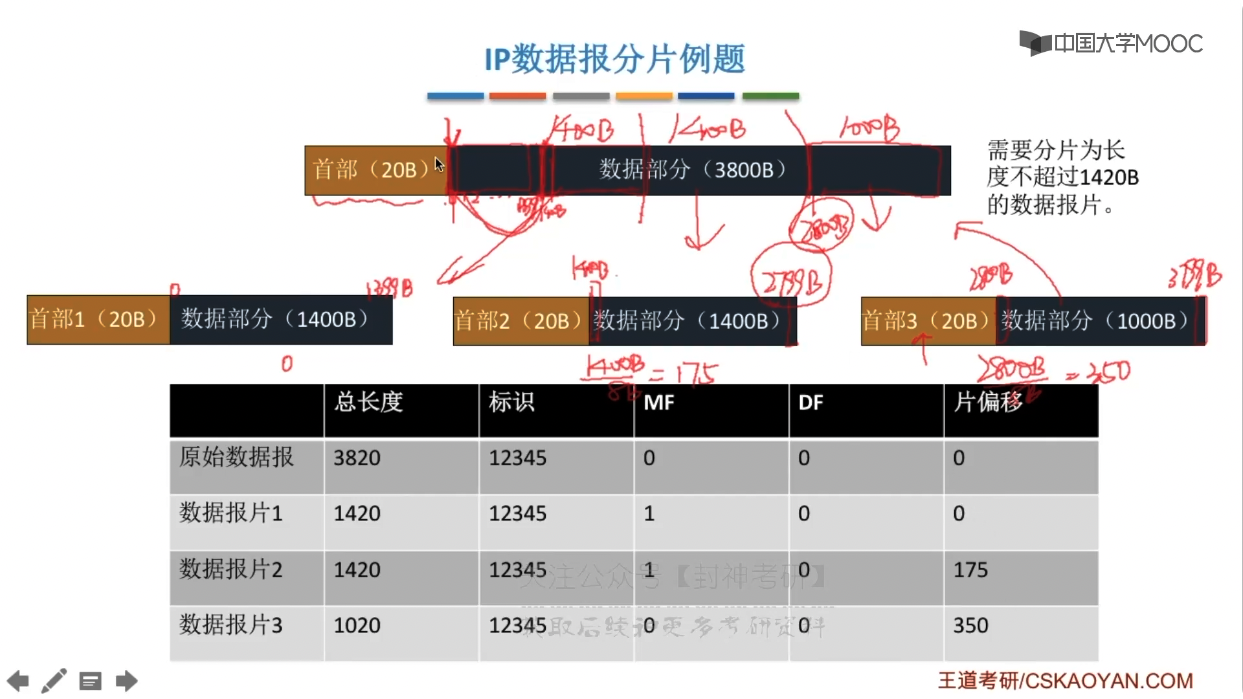 中国大学MOOC
IP数据报分片例题
1400B 1400B 1000B
首部（20B） 数据部分（3800B）
需要分片为长
度不超过1420B
的数据报片。
2800B
0 1399B 1400B 2799B 2800B 3799B
首部1（20B） 数据部分（1400B） 首部2（20B） 数据部分（1400B） 首部3（20B） 数据部分（1000B）
0 1400B/8B = 175 2800B/8B = 350
总长度 标识 MF DF 片偏移
原始数据报 3820 12345 0 0 0
数据报片1 1420 12345 1 0 0
数据报片2 1420 12345 1 0 175
关注公众号【封神考研】
数据报片3 1020 12345 0 0 350
获取后续更多考研资料
王道考研/CSKAOYAN.COM